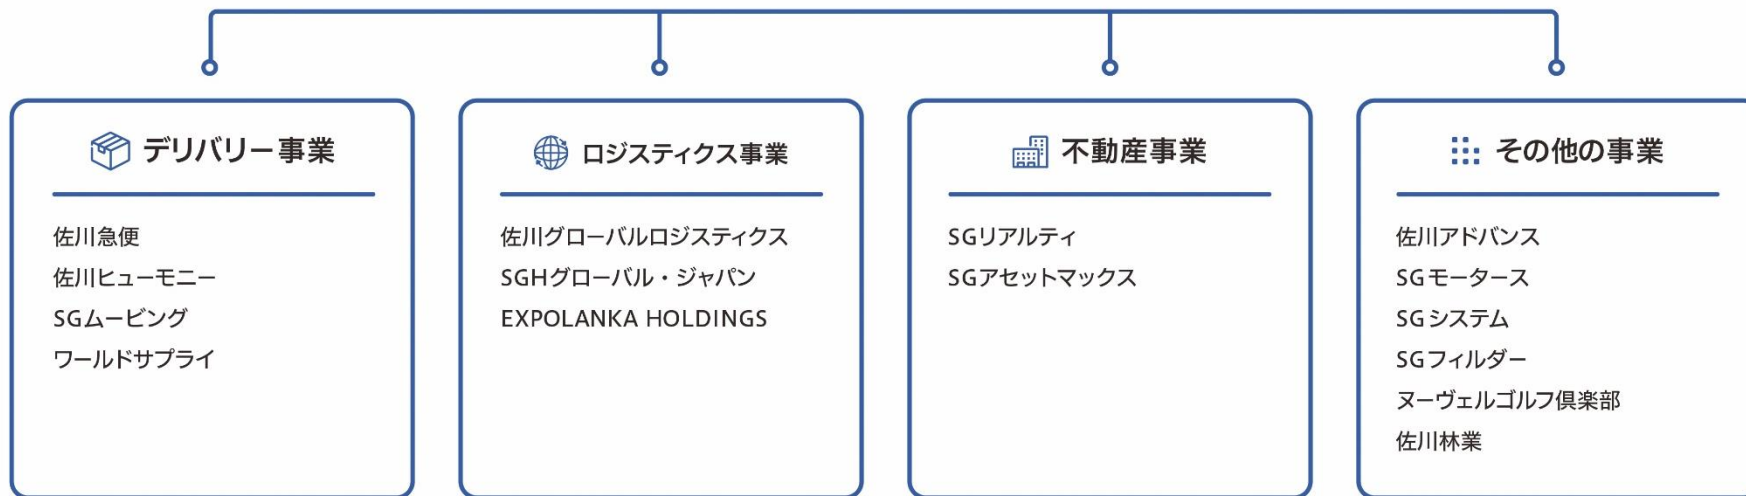 デリバリー事業
佐川急便
佐川ヒューモニー
SGムービング
ワールドサプライ
ロジスティクス事業
佐川グローバルロジスティクス
SGHグローバル・ジャパン
EXPOLANKA HOLDINGS
不動産事業
SGリアルティ
SGアセットマックス
その他の事業
佐川アドバンス
SGモータース
SGシステム
SGフィルダー
ヌーヴェルゴルフ倶楽部
佐川林業